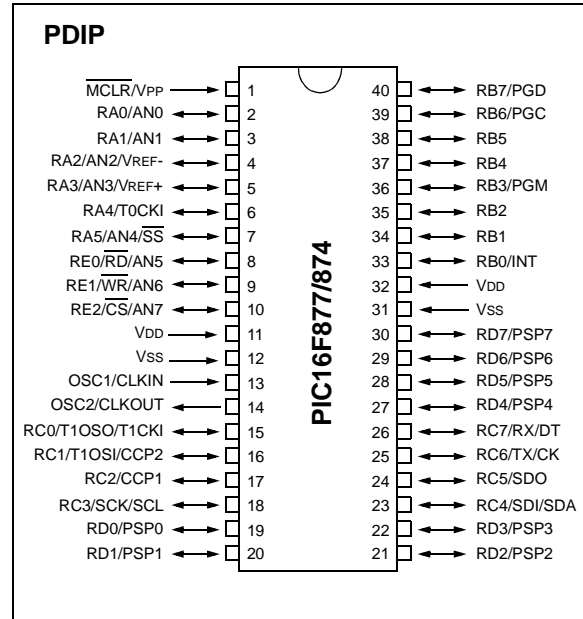 PDIP
MCLR/VPP 1 40 RB7/PGD
RA0/AN0 2 39 RB6/PGC
RA1/AN1 3 38 RB5
RA2/AN2/VREF- 4 37 RB4
RA3/AN3/VREF+ 5 36 RB3/PGM
RA4/T0CKI 6 35 RB2
RA5/AN4/SS 7 34 RB1
RE0/RD/AN5 8 33 RB0/INT
RE1/WR/AN6 9 32 VDD
RE2/CS/AN7 10 31 VSS
VDD 11 30 RD7/PSP7
VSS 12 29 RD6/PSP6
OSC1/CLKIN 13 28 RD5/PSP5
OSC2/CLKOUT 14 27 RD4/PSP4
RC0/T1OSO/T1CKI 15 26 RC7/RX/DT
RC1/T1OSI/CCP2 16 25 RC6/TX/CK
RC2/CCP1 17 24 RC5/SDO
RC3/SCK/SCL 18 23 RC4/SDI/SDA
RD0/PSP0 19 22 RD3/PSP3
RD1/PSP1 20 21 RD2/PSP2
PIC16F877/874